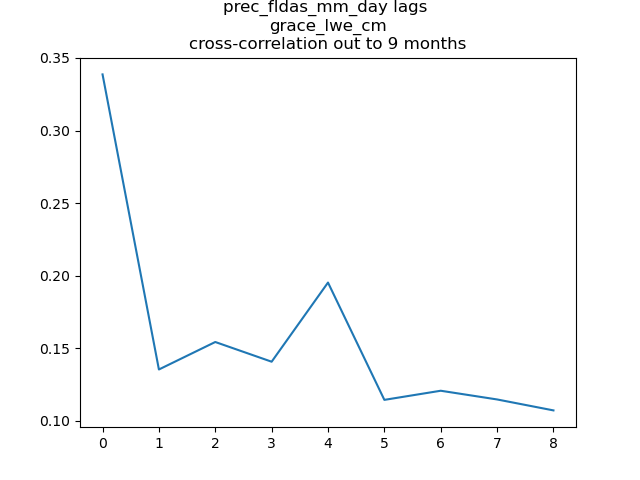 prec_fldas_mm_day lags
grace_lwe_cm
cross-correlation out to 9 months
0.35
0.30
0.25
0.20
0.15
0.10
0 1 2 3 4 5 6 7 8